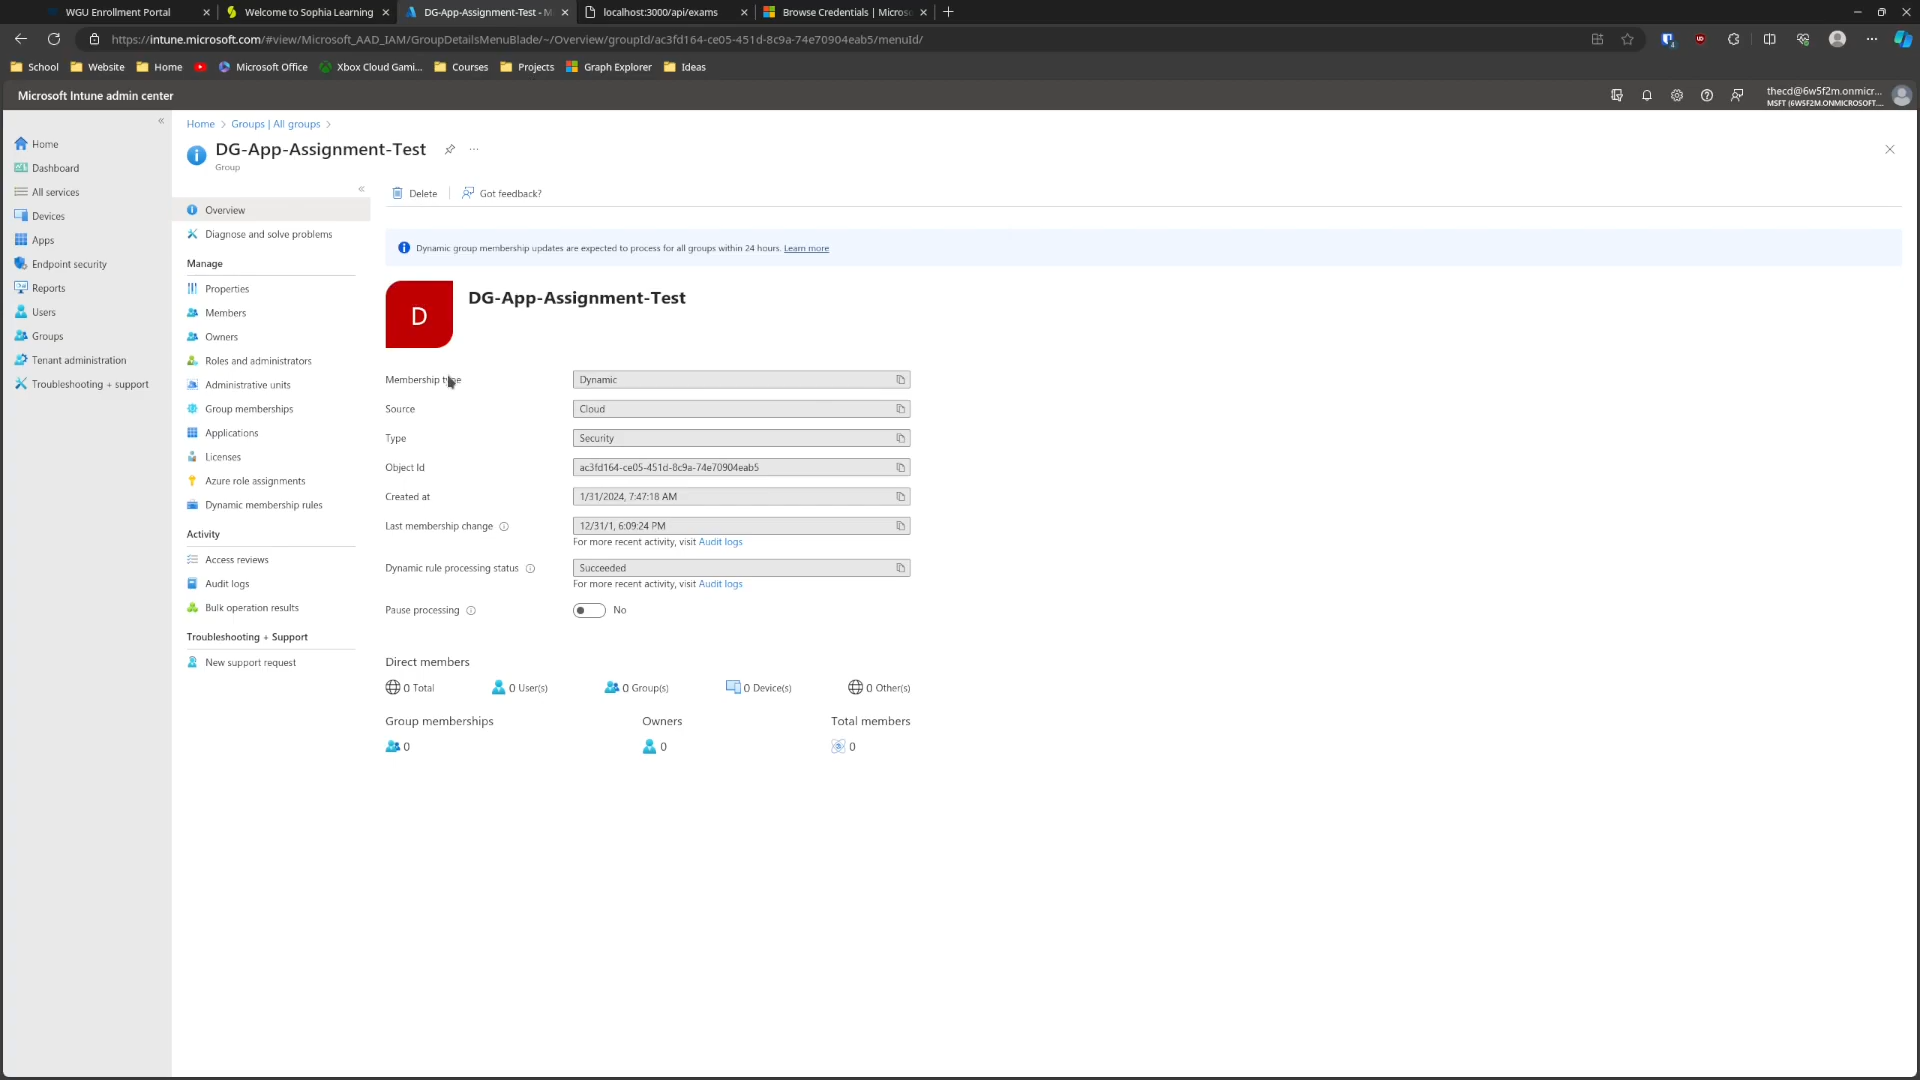 WGU Enrollment Portal
Welcome to Sophia Learning
DG-App-Assignment-Test - M
localhost:3000/api/exams
Browse Credentials | Micros
https://intune.microsoft.com/#view/Microsoft_AAD_IAM/GroupDetailsMenuBlade/~/Overview/groupId/ac3fd164-ce05-451d-8c9a-74e70904eab5/menuId/
School
Website
Home
Microsoft Office
Xbox Cloud Gami...
Courses
Projects
Graph Explorer
Ideas
Microsoft Intune admin center
thecd@6w5f2m.onmicr...
MSFT (6W5F2M.ONMICROSOFT....
Home
Dashboard
All services
Devices
Apps
Endpoint security
Reports
Users
Groups
Tenant administration
Troubleshooting + support
Home > Groups | All groups >
DG-App-Assignment-Test
Group
Overview
Diagnose and solve problems
Manage
Properties
Members
Owners
Roles and administrators
Administrative units
Group memberships
Applications
Licenses
Azure role assignments
Dynamic membership rules
Activity
Access reviews
Audit logs
Bulk operation results
Troubleshooting + Support
New support request
Delete
Got feedback?
Dynamic group membership updates are expected to process for all groups within 24 hours. Learn more
D
DG-App-Assignment-Test
Membership type Dynamic
Source Cloud
Type Security
Object Id ac3fd164-ce05-451d-8c9a-74e70904eab5
Created at 1/31/2024, 7:47:18 AM
Last membership change 12/31/1, 6:09:24 PM
For more recent activity, visit Audit logs
Dynamic rule processing status Succeeded
For more recent activity, visit Audit logs
Pause processing No
Direct members
0 Total 0 User(s) 0 Group(s) 0 Device(s) 0 Other(s)
Group memberships Owners Total members
0 0 0